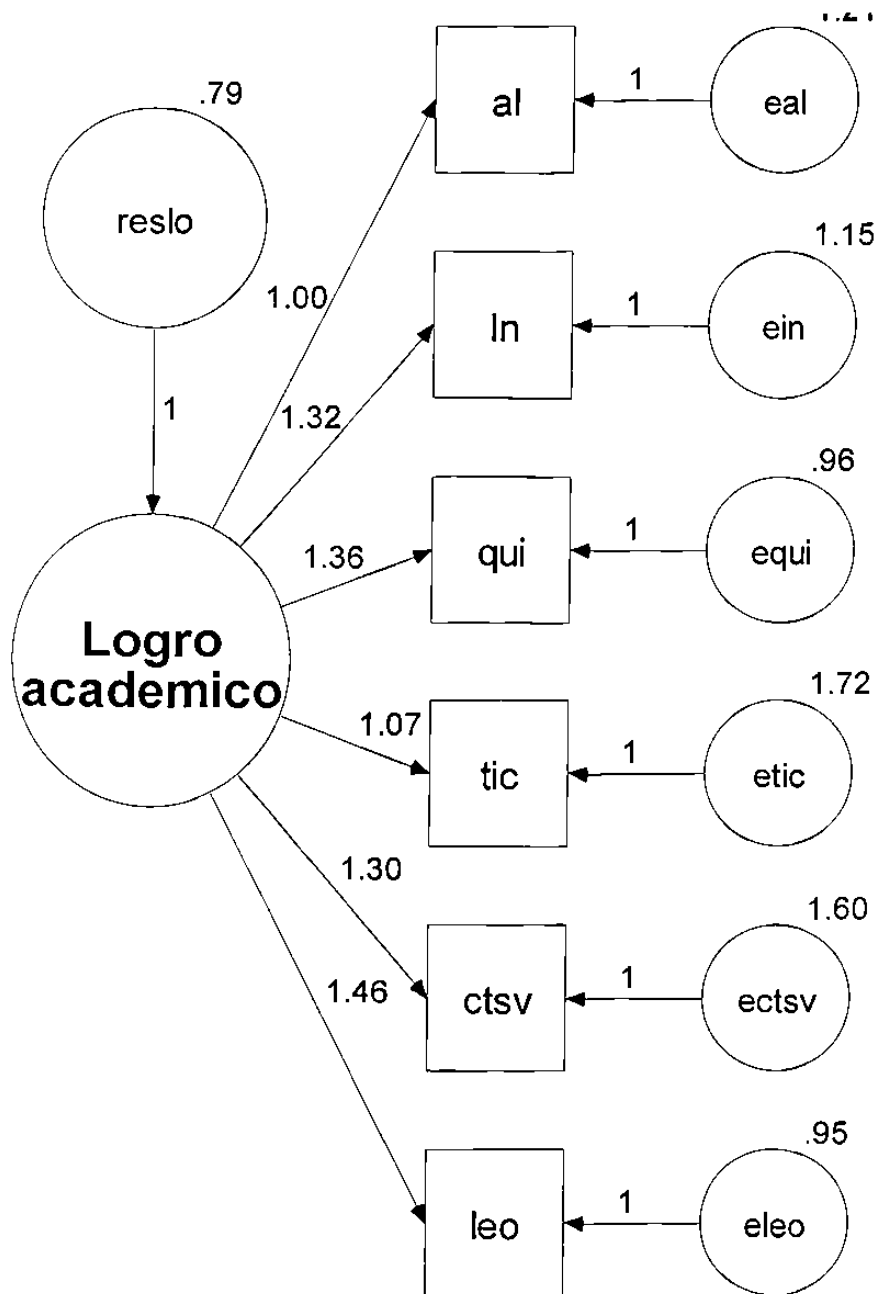 .79
reslo
1
Logro
academico
1.00
1.32
1.36
1.07
1.30
1.46
al
1
eal
In
1
1.15
ein
qui
1
.96
equi
tic
1
1.72
etic
ctsv
1
1.60
ectsv
leo
1
.95
eleo